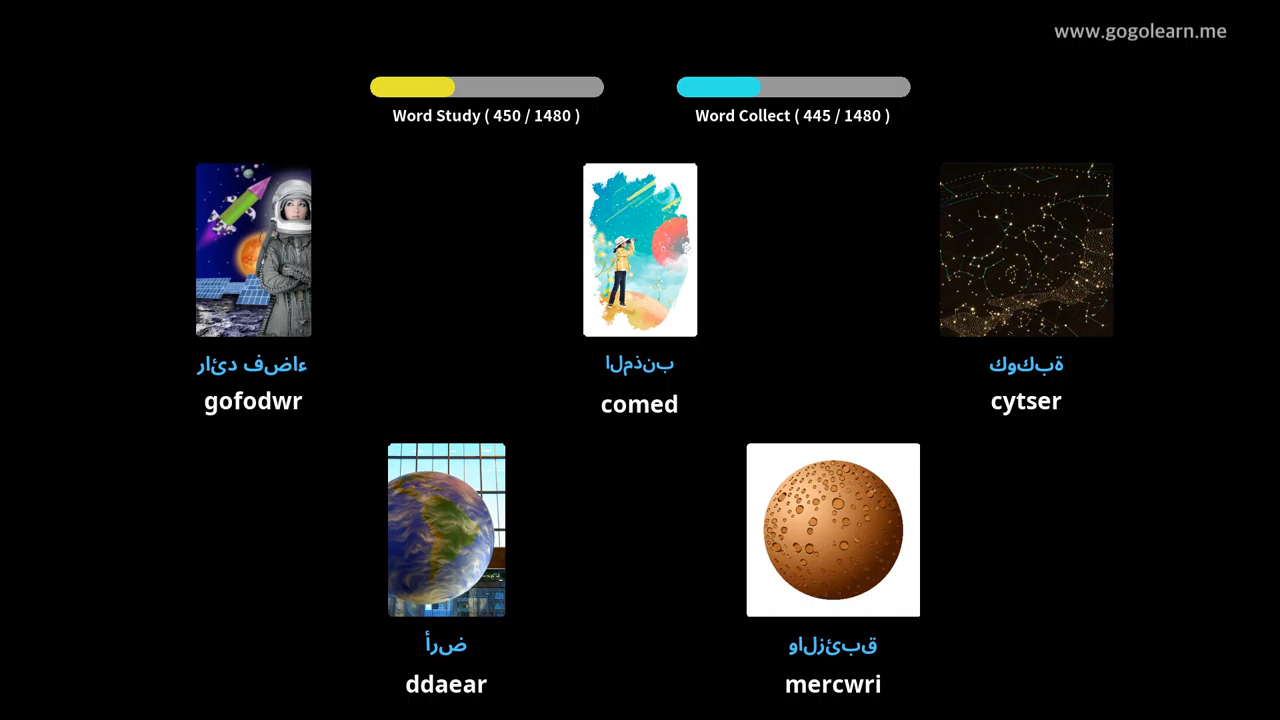 www.gogolearn.me
Word Study ( 450 / 1480 )
Word Collect ( 445 / 1480 )
رائد فضاء
المذنب
كوكبة
gofodwr
comed
cytser
أرض
والزئبق
ddaear
mercwri